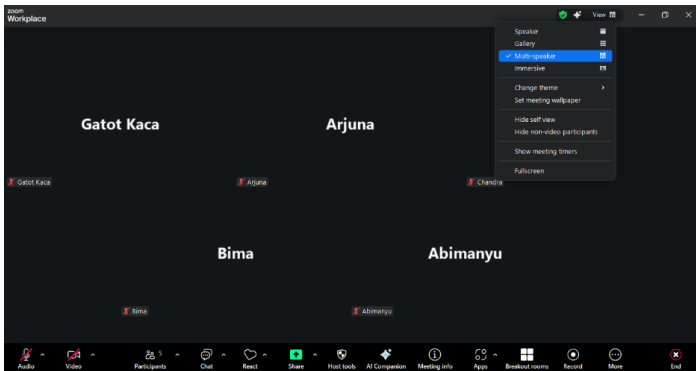 zoom
Workplace
View
Speaker
Gallery
Multi-speaker
Immersive
Change theme
Set meeting wallpaper
Hide self view
Hide non-video participants
Show meeting timers
Fullscreen
Gatot Kaca
Arjuna
Gatot Kaca
Arjuna
Chandra
Bima
Abimanyu
Bima
Abimanyu
Audio
Video
5
Participants
Chat
React
Share
Host tools
AI Companion
Meeting info
Apps
Breakout rooms
Record
More
End